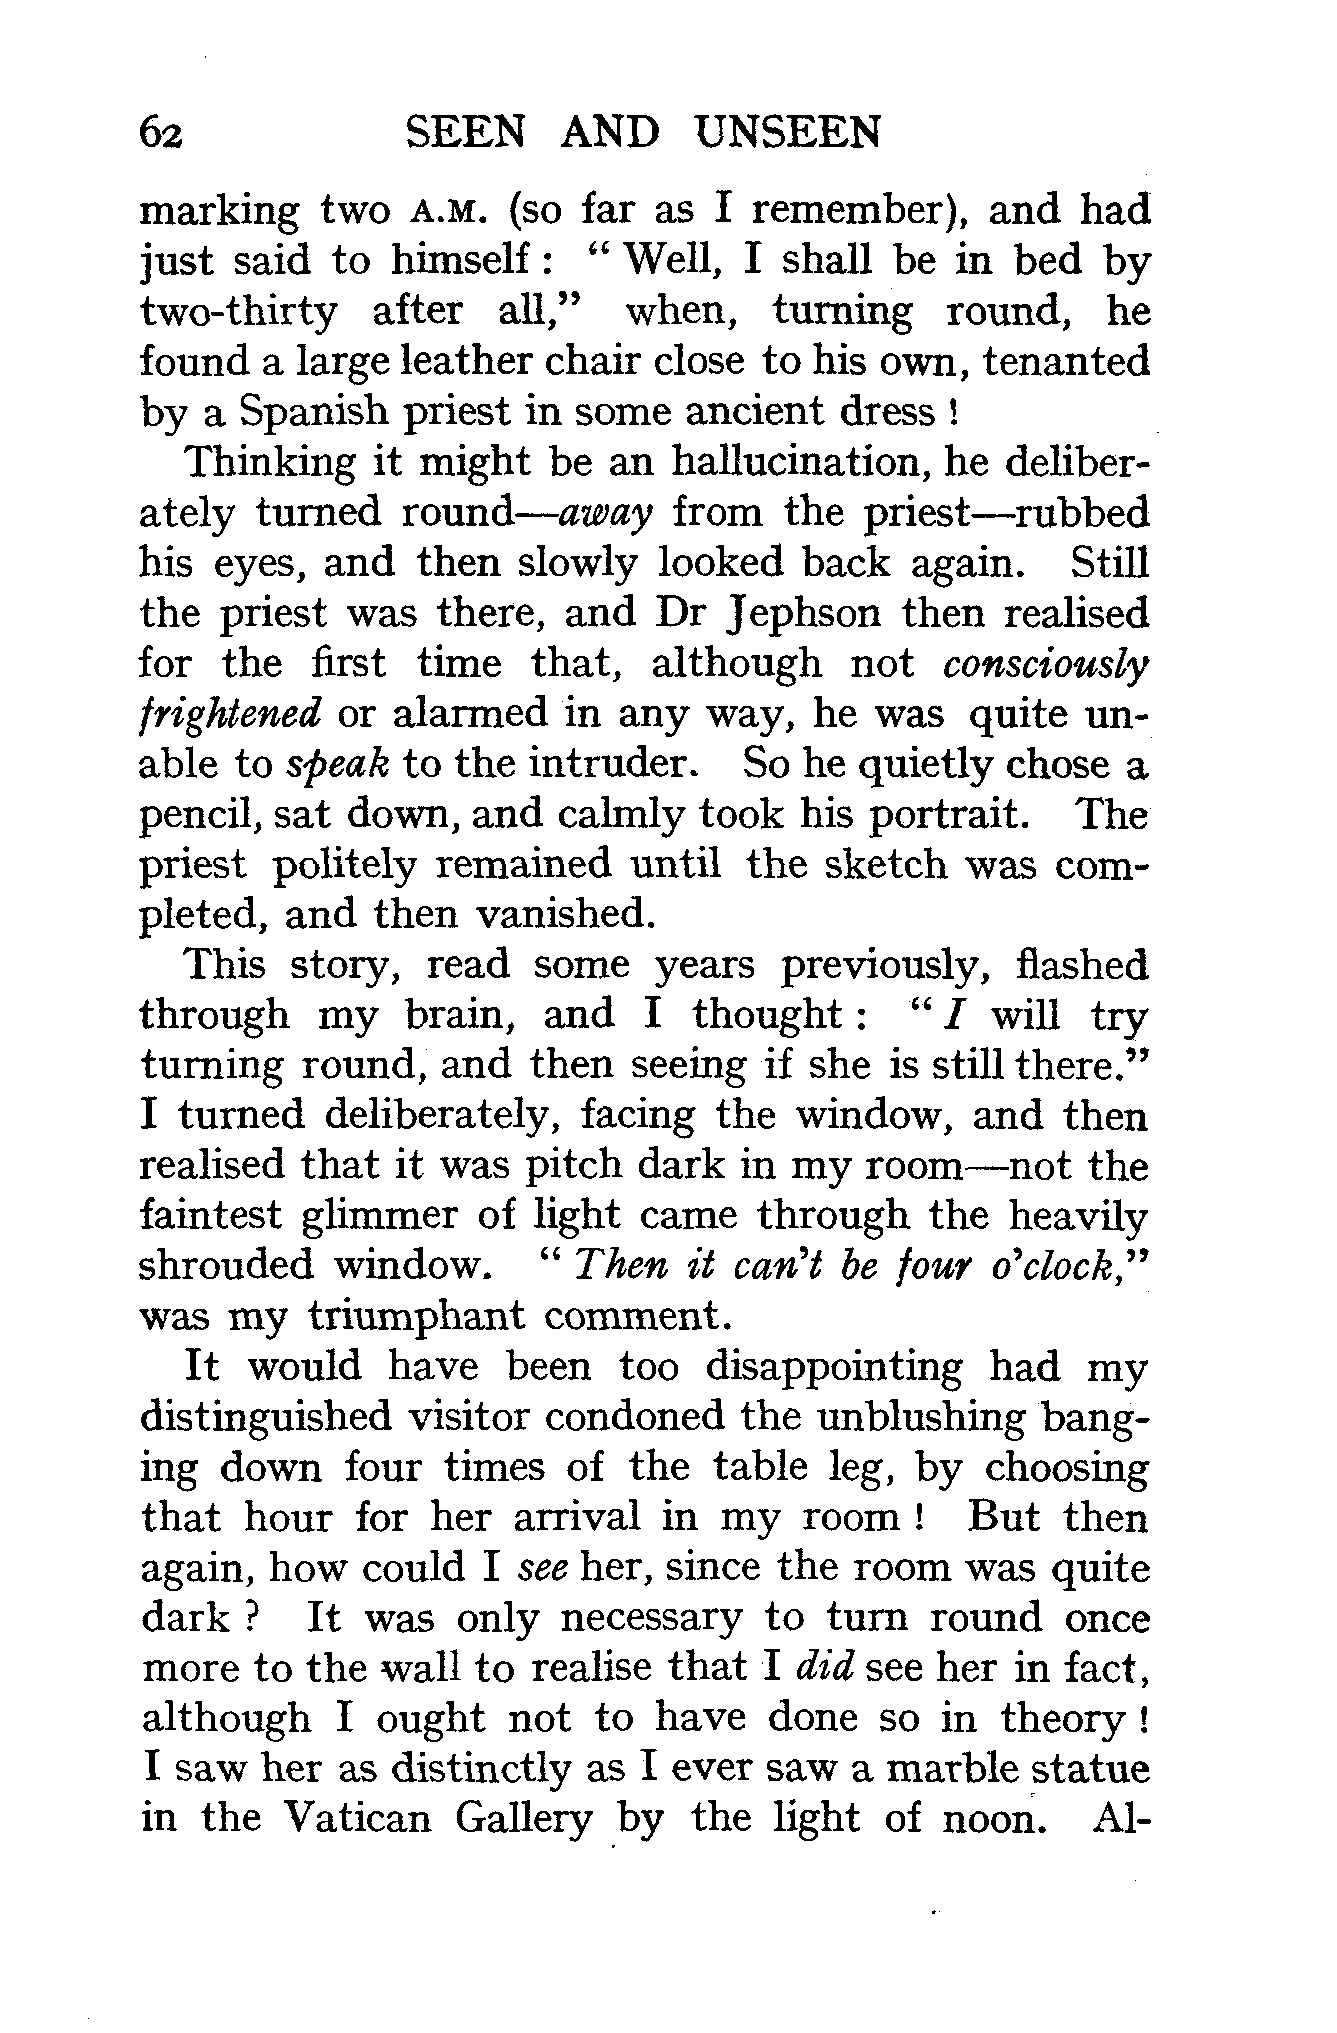 62 SEEN AND UNSEEN
marking two A.M. (so far as I remember), and had
just said to himself : “ Well, I shall be in bed by
two-thirty after all,” when, turning round, he
found a large leather chair close to his own, tenanted
by a Spanish priest in some ancient dress !
Thinking it might be an hallucination, he deliber-
ately turned round—away from the priest—rubbed
his eyes, and then slowly looked back again. Still
the priest was there, and Dr Jephson then realised
for the first time that, although not consciously
frightened or alarmed in any way, he was quite un-
able to speak to the intruder. So he quietly chose a
pencil, sat down, and calmly took his portrait. The
priest politely remained until the sketch was com-
pleted, and then vanished.
This story, read some years previously, flashed
through my brain, and I thought : “ I will try
turning round, and then seeing if she is still there.”
I turned deliberately, facing the window, and then
realised that it was pitch dark in my room—not the
faintest glimmer of light came through the heavily
shrouded window. “ Then it can't be four o'clock,”
was my triumphant comment.
It would have been too disappointing had my
distinguished visitor condoned the unblushing bang-
ing down four times of the table leg, by choosing
that hour for her arrival in my room ! But then
again, how could I see her, since the room was quite
dark ? It was only necessary to turn round once
more to the wall to realise that I did see her in fact,
although I ought not to have done so in theory !
I saw her as distinctly as I ever saw a marble statue
in the Vatican Gallery by the light of noon. Al-